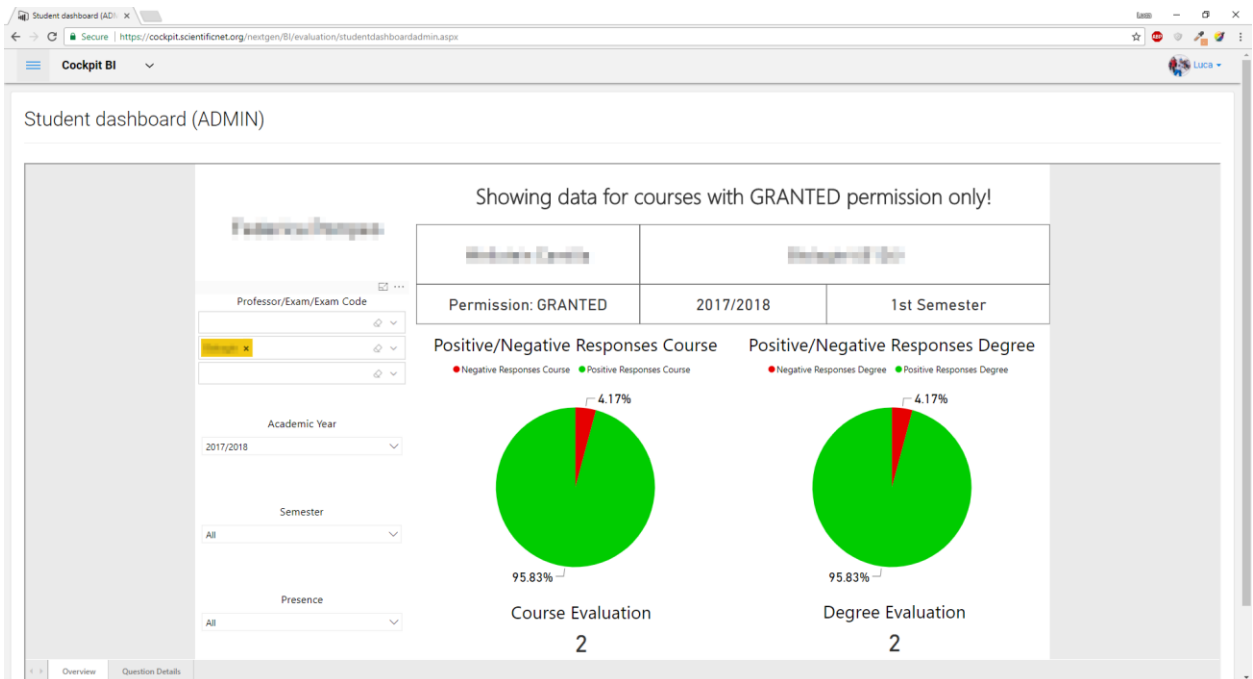 Student dashboard (AD
Secure | https://cockpit.scientificnet.org/nextgen/BI/evaluation/studentdashboardadmin.aspx
Cockpit BI
Luca
Student dashboard (ADMIN)
Showing data for courses with GRANTED permission only!
Permission: GRANTED 2017/2018 1st Semester
Professor/Exam/Exam Code
Positive/Negative Responses Course
Negative Responses Course Positive Responses Course
4.17%
95.83%
Course Evaluation
2
Positive/Negative Responses Degree
Negative Responses Degree Positive Responses Degree
4.17%
95.83%
Degree Evaluation
2
Academic Year
2017/2018
Semester
All
Presence
All
Overview Question Details